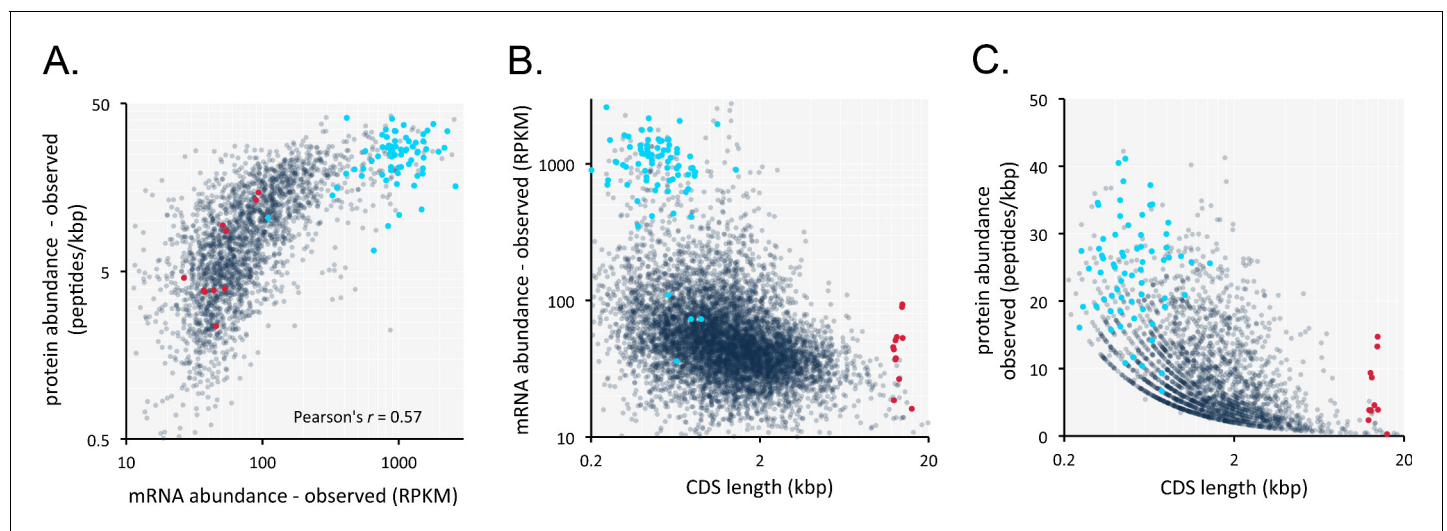 A.
protein abundance - observed
(peptides/kbp)
50
5
0.5
Pearson's r = 0.57
10
100
1000
mRNA abundance - observed (RPKM)
B.
mRNA abundance - observed (RPKM)
1000
100
10
0.2
2
20
CDS length (kbp)
C.
protein abundance
observed (peptides/kbp)
50
40
30
20
10
0
0.2
2
20
CDS length (kbp)